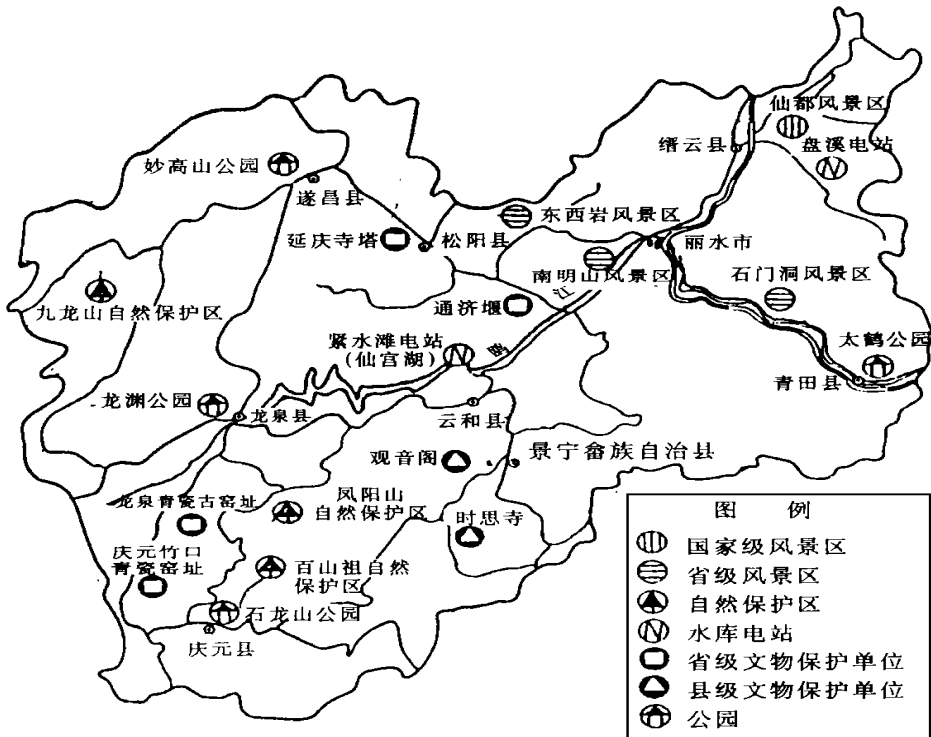 仙都风景区
缙云县
盘溪电站
妙高山公园
遂昌县
东西岩风景区
延庆寺塔
松阳县
丽水市
南明山风景区
石门洞风景区
九龙山自然保护区
通济堰
江
瓯
紧水滩电站
(仙宫湖)
太鹤公园
青田县
龙渊公园
龙泉县
云和县
观音阁
景宁畲族自治县
龙泉青瓷古窑址
凤阳山
自然保护区
时思寺
庆元竹口
青瓷窑址
百山祖自然
保护区
石龙山公园
庆元县
图 例
国家级风景区
省级风景区
自然保护区
水库电站
省级文物保护单位
县级文物保护单位
公园